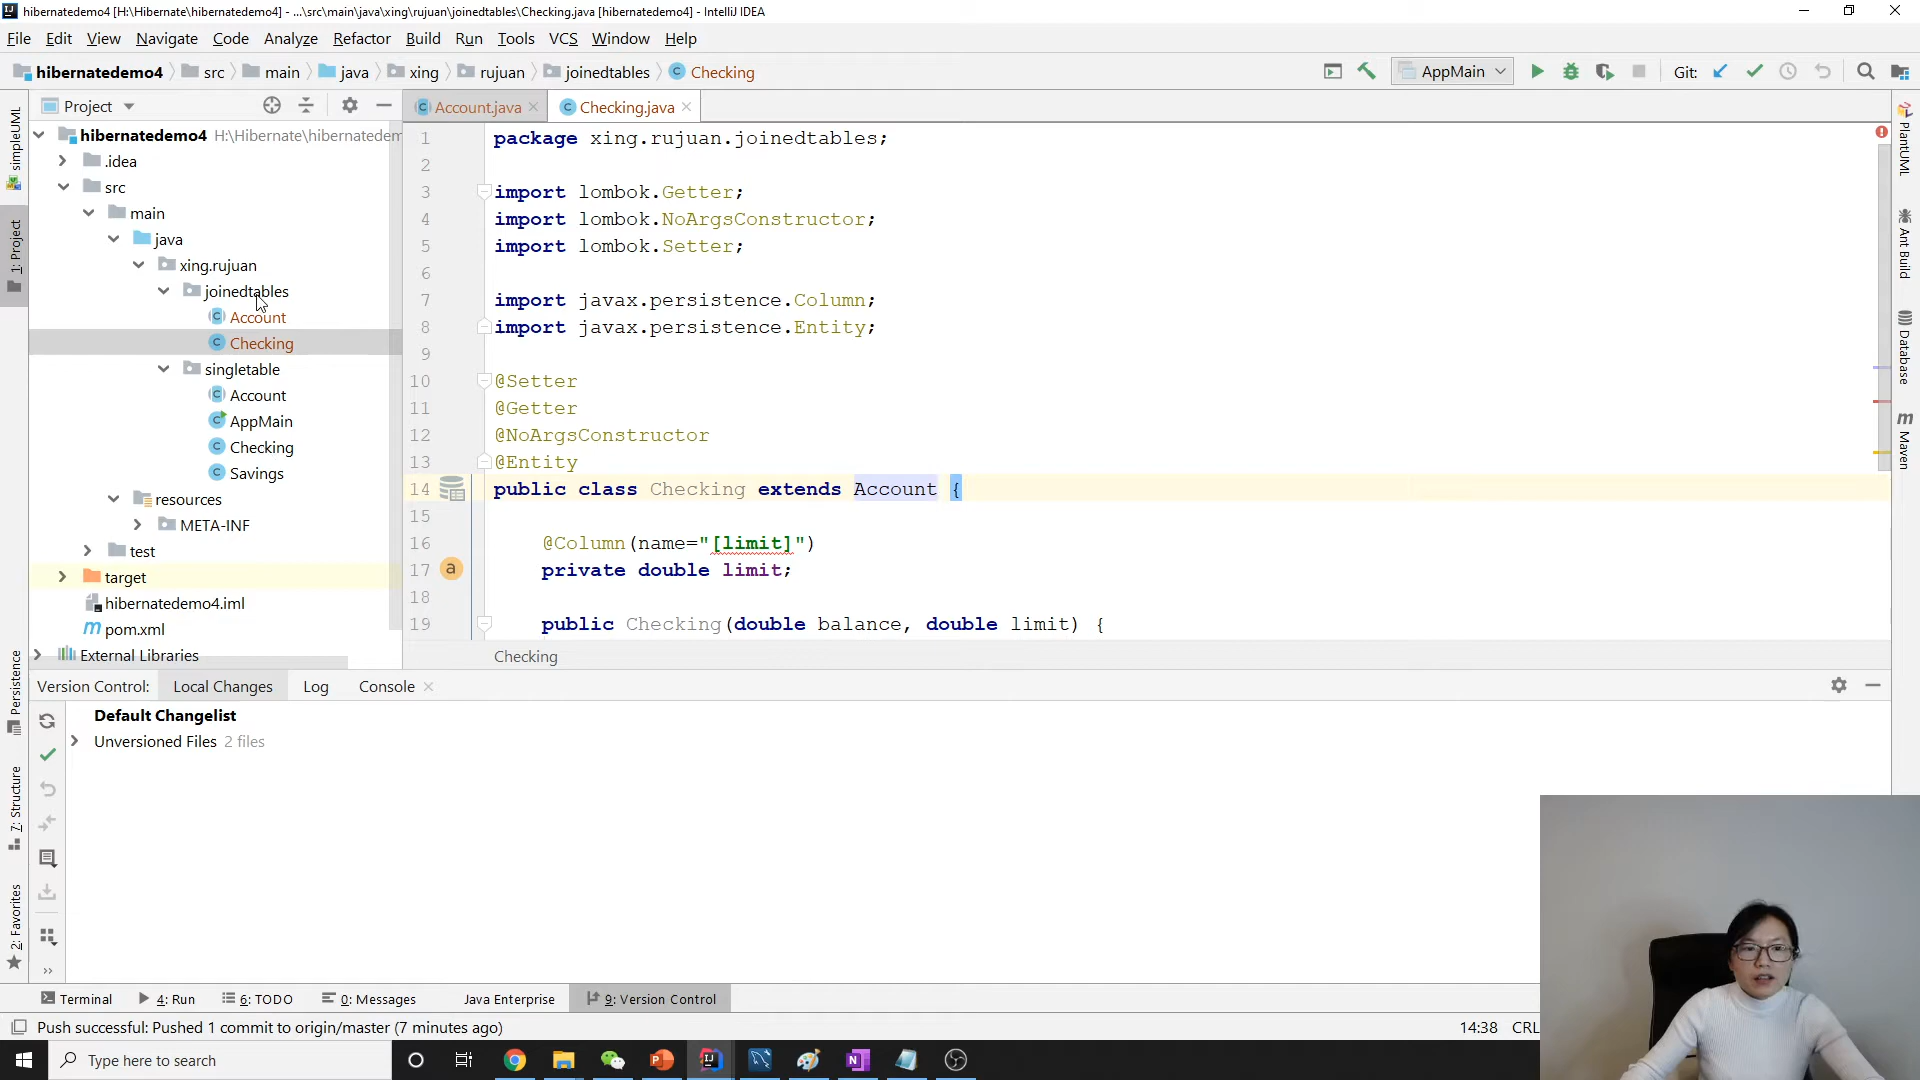 hibernatedemo4 [H:\Hibernate\hibernatedemo4] - ...\src\main\java\xing\rujuan\joinedtables\Checking.java [hibernatedemo4] - IntelliJ IDEA
File Edit View Navigate Code Analyze Refactor Build Run Tools VCS Window Help
hibernatedemo4 src main java xing rujuan joinedtables Checking AppMain Git:
Project
Account.java Checking.java
hibernatedemo4 H:\Hibernate\hibernatedem
.idea
src
main
java
xing.rujuan
joinedtables
Account
Checking
singletable
Account
AppMain
Checking
Savings
resources
META-INF
test
target
hibernatedemo4.iml
pom.xml
External Libraries
1 package xing.rujuan.joinedtables;
2
3 import lombok.Getter;
4 import lombok.NoArgsConstructor;
5 import lombok.Setter;
6
7 import javax.persistence.Column;
8 import javax.persistence.Entity;
9
10 @Setter
11 @Getter
12 @NoArgsConstructor
13 @Entity
14 public class Checking extends Account {
15
16 @Column(name="[limit]")
17 private double limit;
18
19 public Checking(double balance, double limit) {
Checking
simpleUML
1: Project
Persistence
7: Structure
2: Favorites
PlantUML
Ant Build
Database
Maven
Version Control: Local Changes Log Console
Default Changelist
Unversioned Files 2 files
Terminal 4: Run 6: TODO 0: Messages Java Enterprise 9: Version Control
Push successful: Pushed 1 commit to origin/master (7 minutes ago) 14:38 CRL
Type here to search